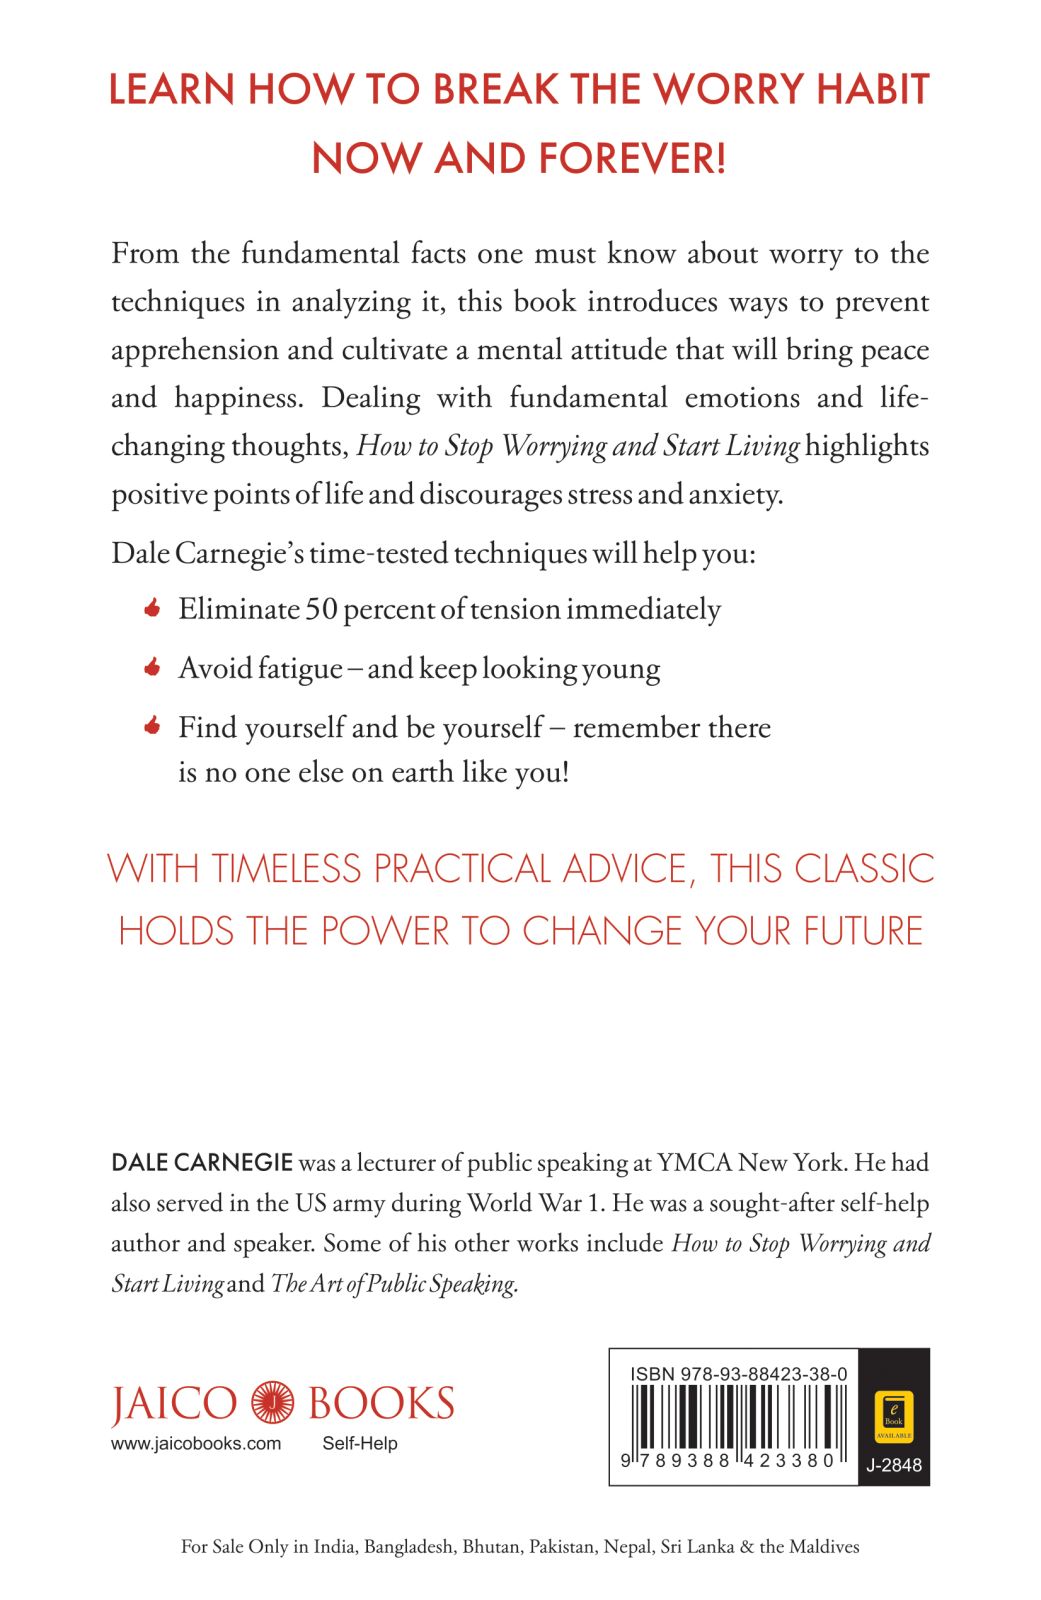 LEARN HOW TO BREAK THE WORRY HABIT
NOW AND FOREVER!
From the fundamental facts one must know about worry to the
techniques in analyzing it, this book introduces ways to prevent
apprehension and cultivate a mental attitude that will bring peace
and happiness. Dealing with fundamental emotions and life-
changing thoughts, How to Stop Worrying and Start Living highlights
positive points of life and discourages stress and anxiety.
Dale Carnegie’s time-tested techniques will help you:
Eliminate 50 percent of tension immediately
Avoid fatigue – and keep looking young
Find yourself and be yourself – remember there
is no one else on earth like you!
WITH TIMELESS PRACTICAL ADVICE, THIS CLASSIC
HOLDS THE POWER TO CHANGE YOUR FUTURE
DALE CARNEGIE was a lecturer of public speaking at YMCA New York. He had
also served in the US army during World War 1. He was a sought-after self-help
author and speaker. Some of his other works include How to Stop Worrying and
Start Living and The Art of Public Speaking.
JAICO J BOOKS
www.jaicobooks.com Self-Help
ISBN 978-93-88423-38-0
9 789388 423380
e
Book
AVAILABLE
J-2848
For Sale Only in India, Bangladesh, Bhutan, Pakistan, Nepal, Sri Lanka & the Maldives